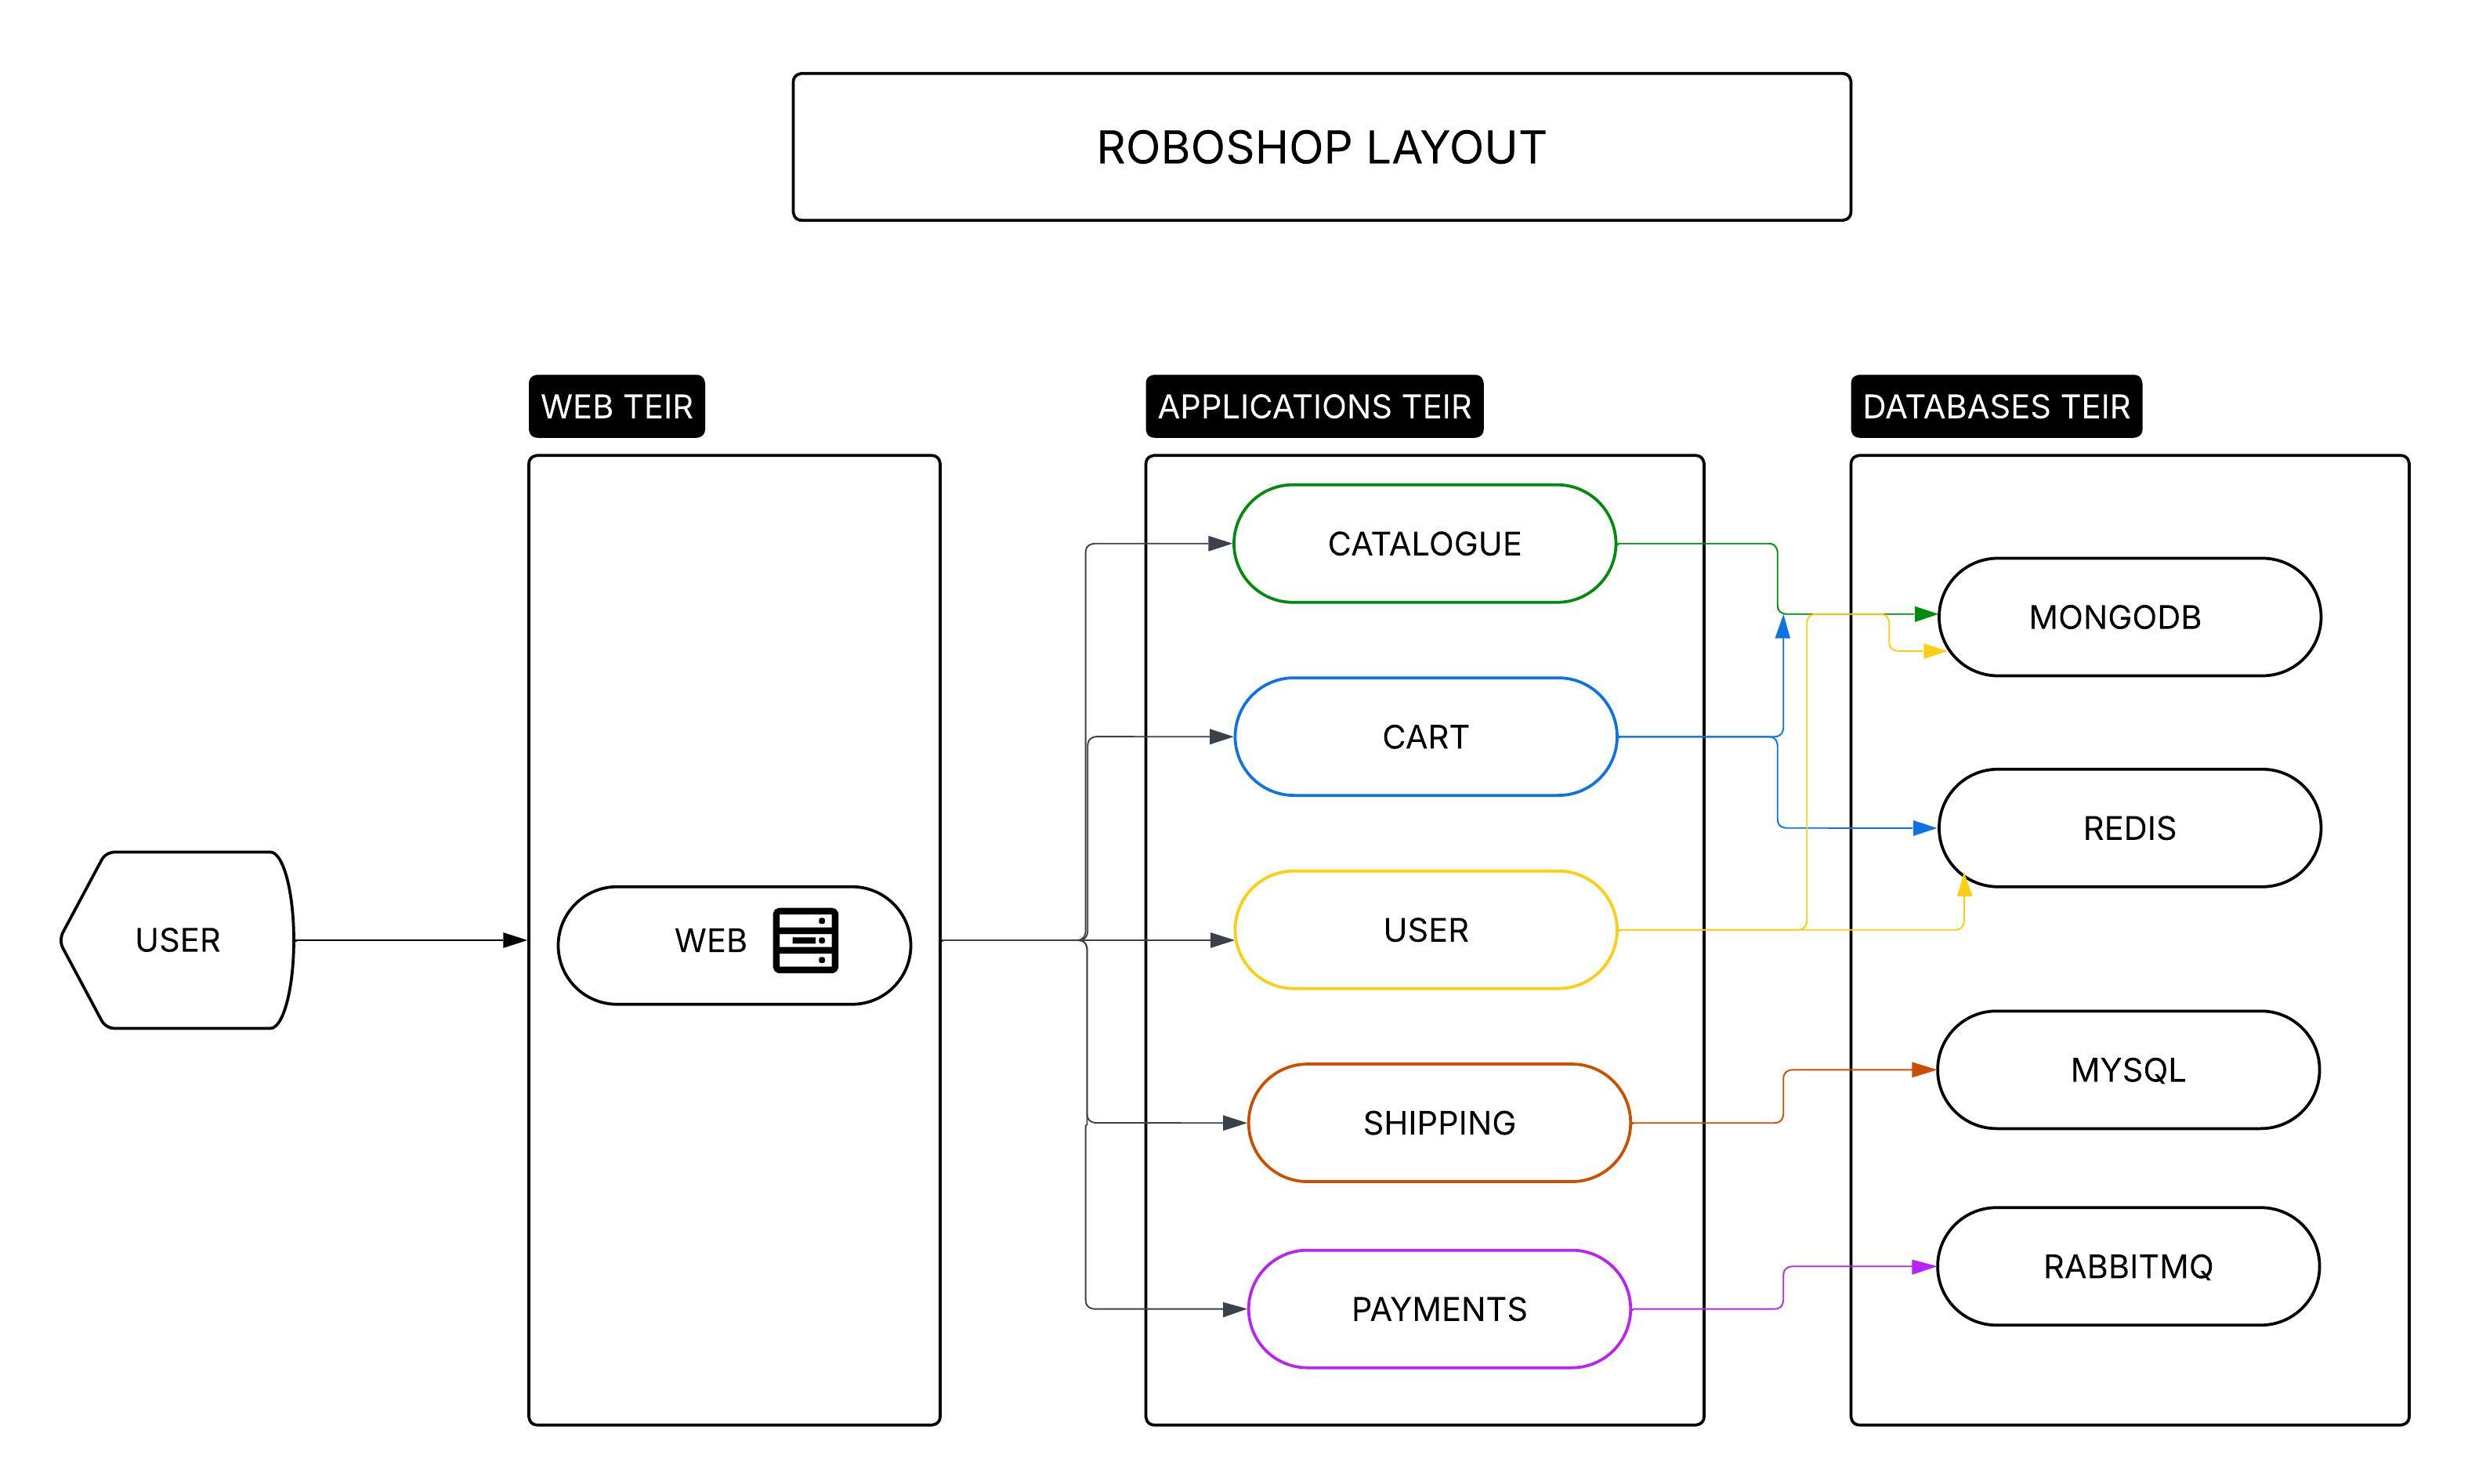 ROBOSHOP LAYOUT
WEB TEIR
APPLICATIONS TEIR
DATABASES TEIR
USER
WEB
CATALOGUE
CART
USER
SHIPPING
PAYMENTS
MONGODB
REDIS
MYSQL
RABBITMQ